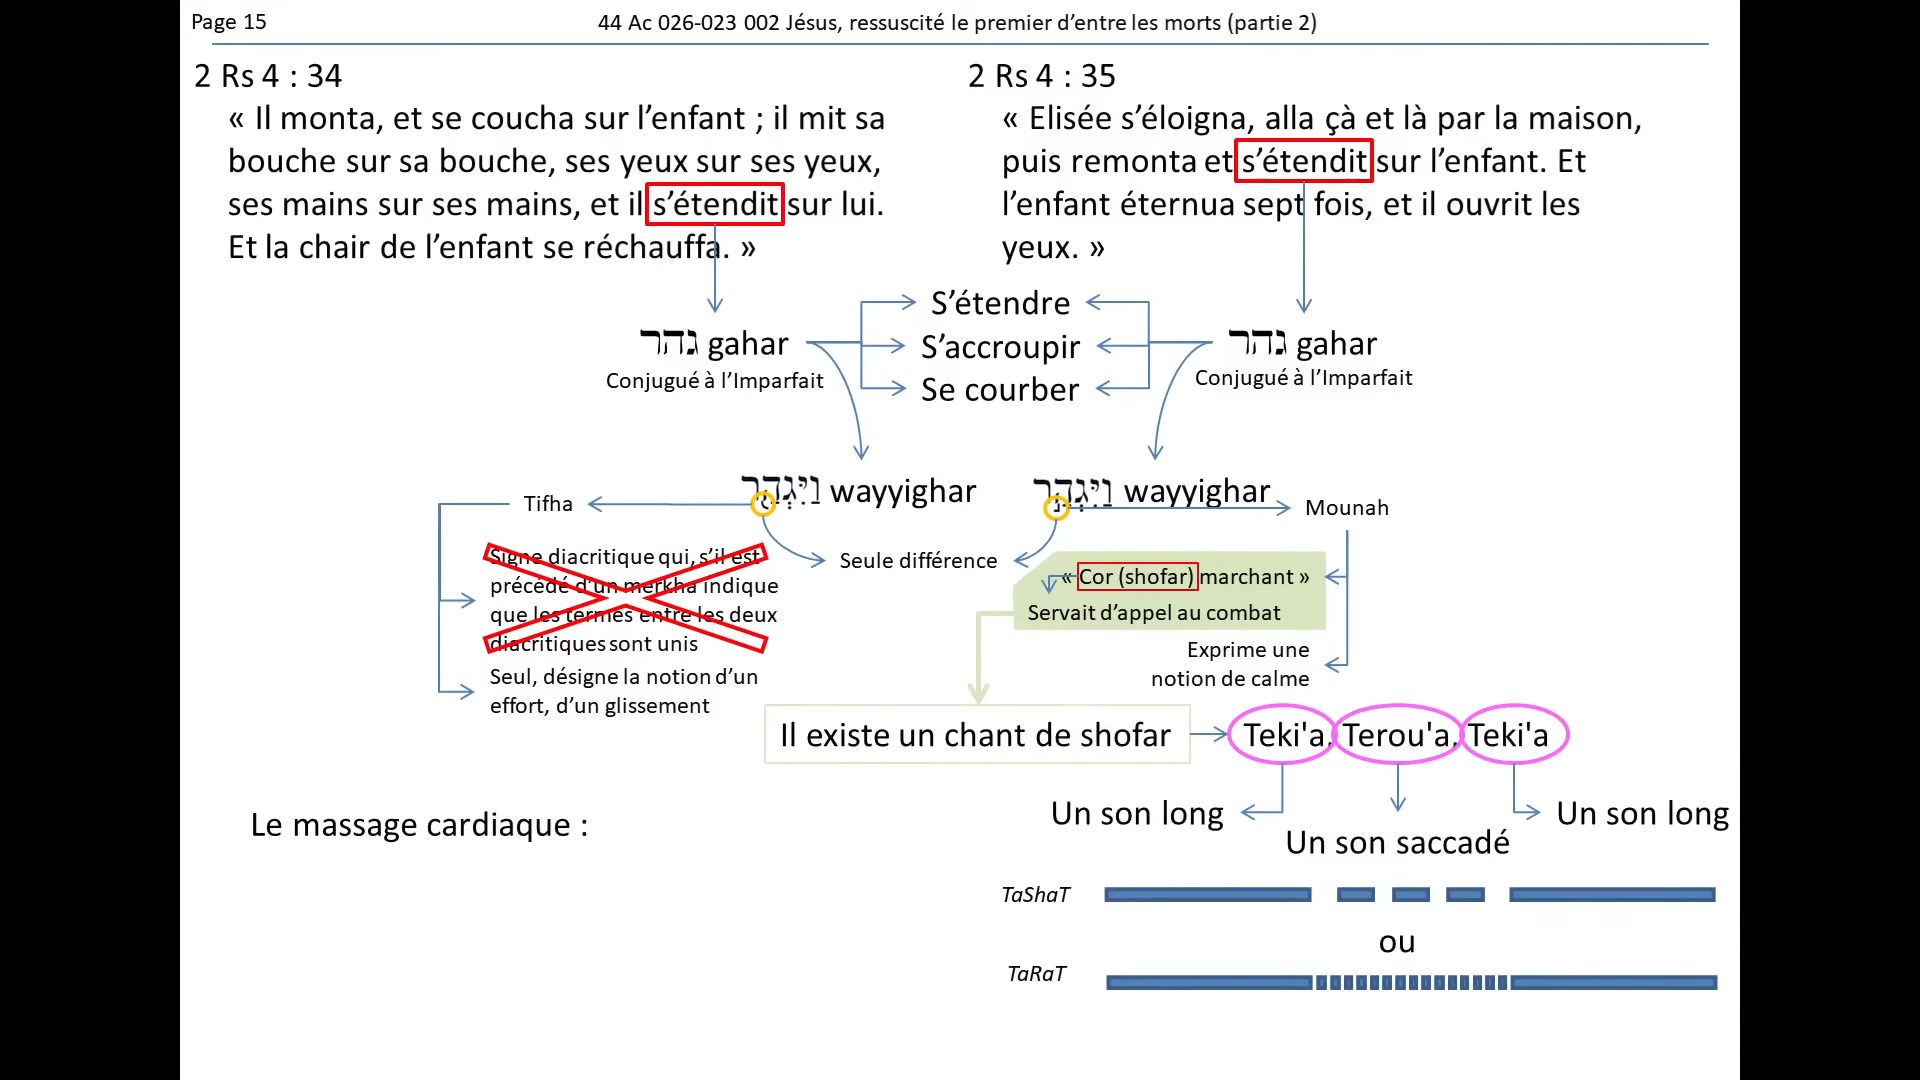 Page 15
44 Ac 026-023 002 Jésus, ressuscité le premier d’entre les morts (partie 2)
2 Rs 4 : 34
« Il monta, et se coucha sur l’enfant ; il mit sa
bouche sur sa bouche, ses yeux sur ses yeux,
ses mains sur ses mains, et il s’étendit sur lui.
Et la chair de l’enfant se réchauffa. »
2 Rs 4 : 35
« Elisée s’éloigna, alla çà et là par la maison,
puis remonta et s’étendit sur l’enfant. Et
l’enfant éternua sept fois, et il ouvrit les
yeux. »
S’étendre
S’accroupir
Se courber
גהר gahar
Conjugué à l’Imparfait
גהר gahar
Conjugué à l’Imparfait
וַיִּגְהַ֖ר wayyighar
וַיִּגְהַ֣ר wayyighar
Tifha
Mounah
Seule différence
Signe diacritique qui, s’il est
précédé d’un merkha indique
que les termes entre les deux
diacritiques sont unis
Seul, désigne la notion d’un
effort, d’un glissement
« Cor (shofar) marchant »
Servait d’appel au combat
Exprime une
notion de calme
Il existe un chant de shofar
Teki'a, Terou'a, Teki'a
Un son long
Un son saccadé
Un son long
Le massage cardiaque :
TaShaT
ou
TaRaT